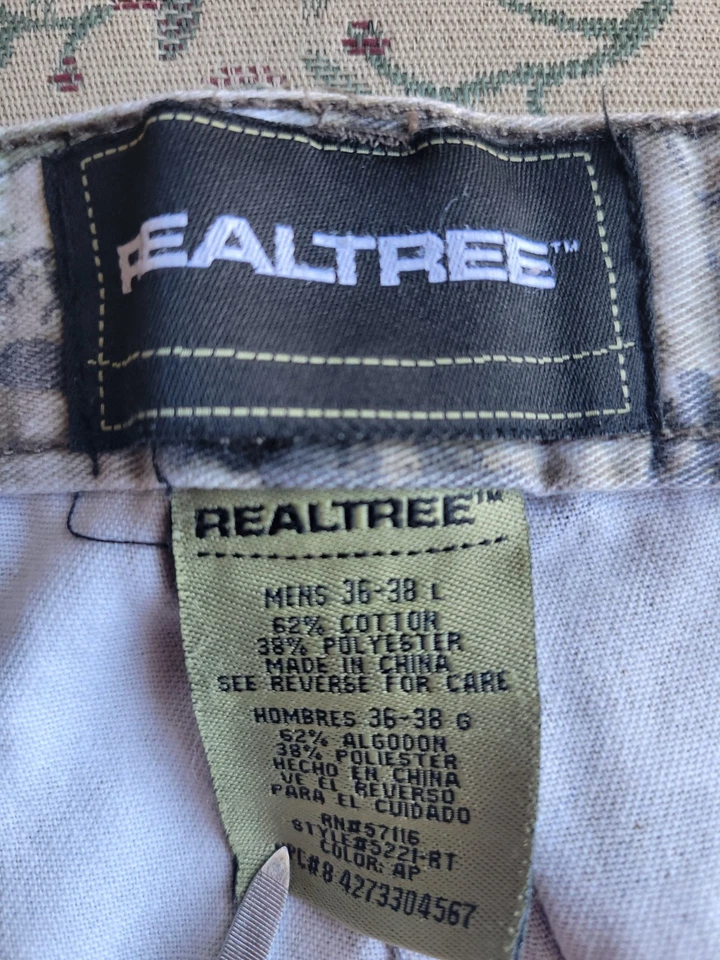 REALTREE™
REALTREE™
MENS 36-38 L
62% COTTON
38% POLYESTER
MADE IN CHINA
SEE REVERSE FOR CARE
HOMBRES 36-38 G
62% ALGODON
38% POLIESTER
HECHO EN CHINA
VE EL REVERSO
PARA EL CUIDADO
RN#57116
STYLE#5221-RT
COLOR: AP
UPC#8 4273304567